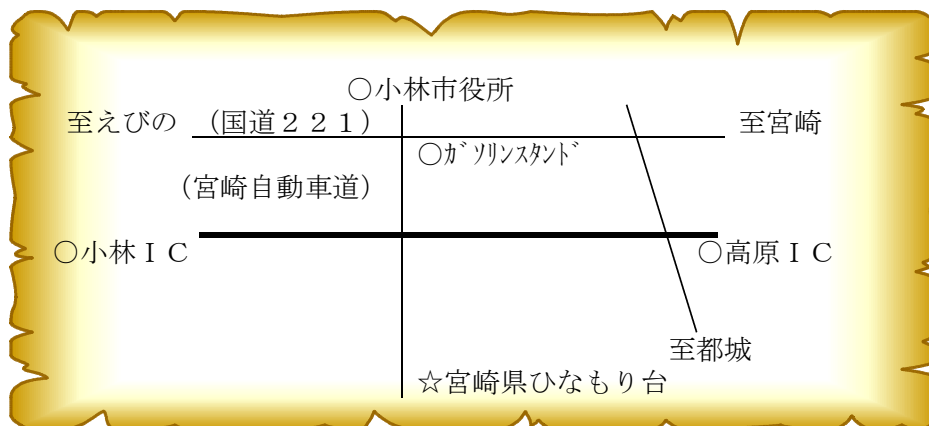 ○小林市役所
至えびの　(国道２２１)　至宮崎
○ｶﾞｿﾘﾝｽﾀﾝﾄﾞ
(宮崎自動車道)
○小林ＩＣ　○高原ＩＣ
至都城
☆宮崎県ひなもり台